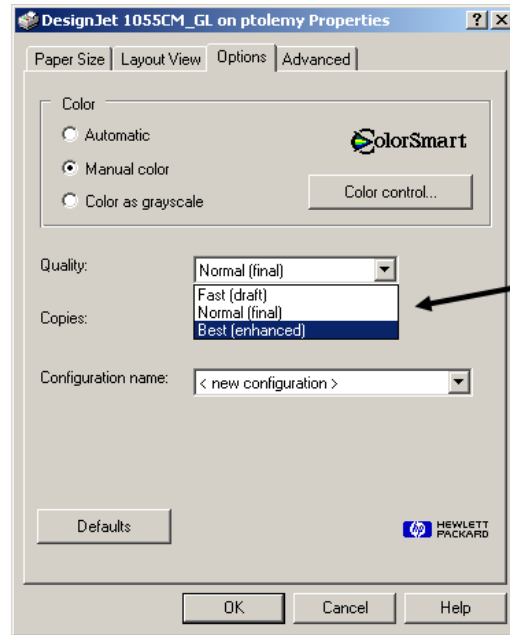 DesignJet 1055CM_GL on ptolemy Properties
Paper Size Layout View Options Advanced
Color
Automatic
ColorSmart
Manual color
Color control...
Color as grayscale
Quality:
Normal (final)
Fast (draft)
Normal (final)
Copies:
Best (enhanced)
Configuration name:
< new configuration >
Defaults
hp HEWLETT
PACKARD
OK Cancel Help